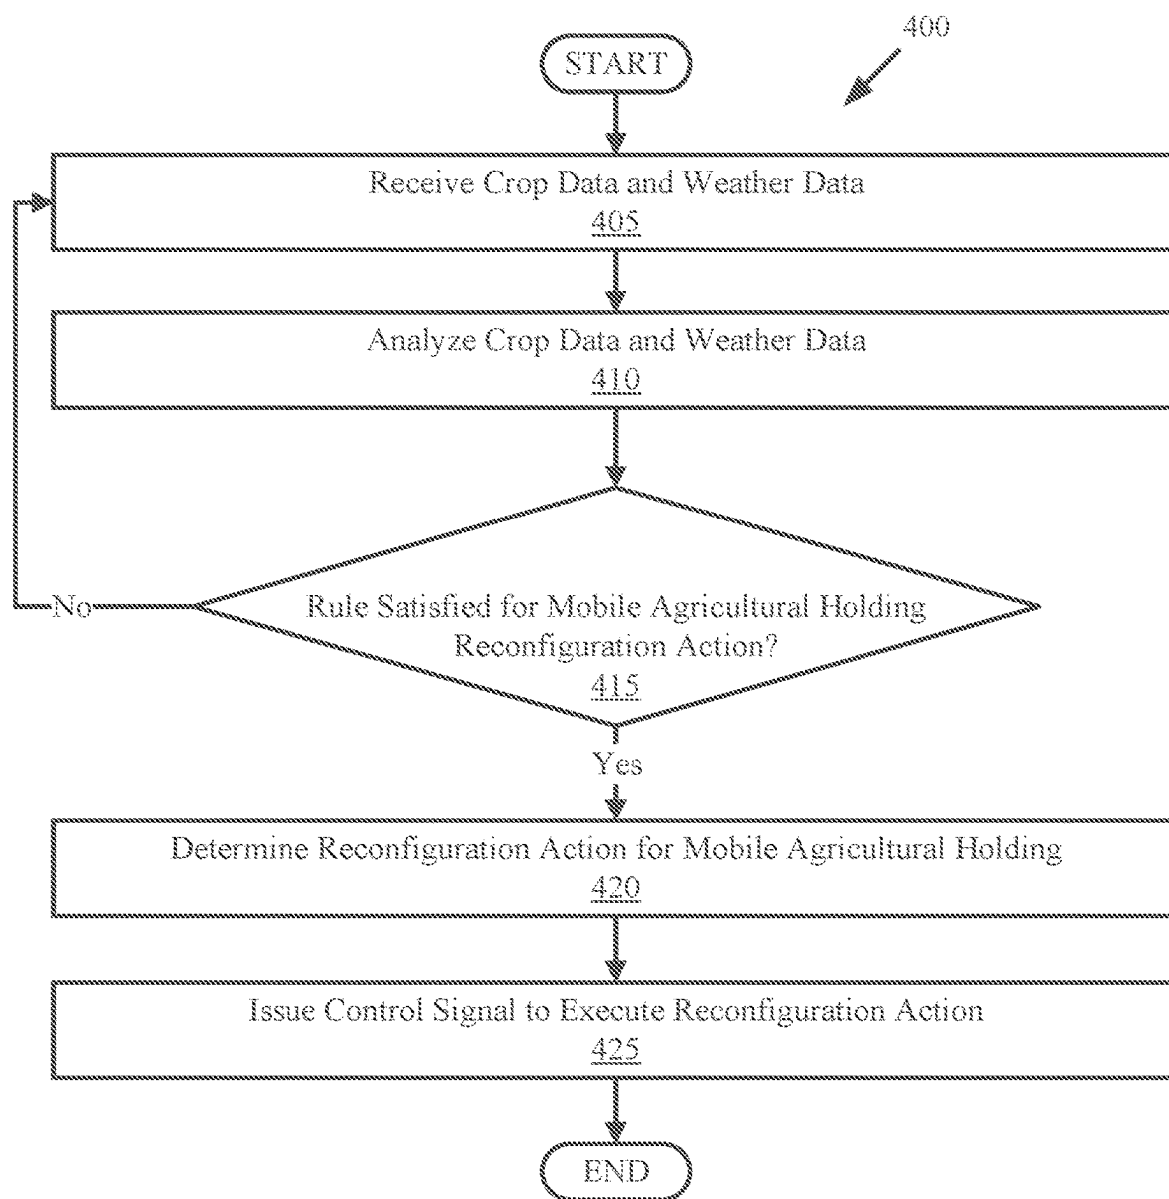 400
START
Receive Crop Data and Weather Data
405
Analyze Crop Data and Weather Data
410
No
Rule Satisfied for Mobile Agricultural Holding
Reconfiguration Action?
415
Yes
Determine Reconfiguration Action for Mobile Agricultural Holding
420
Issue Control Signal to Execute Reconfiguration Action
425
END